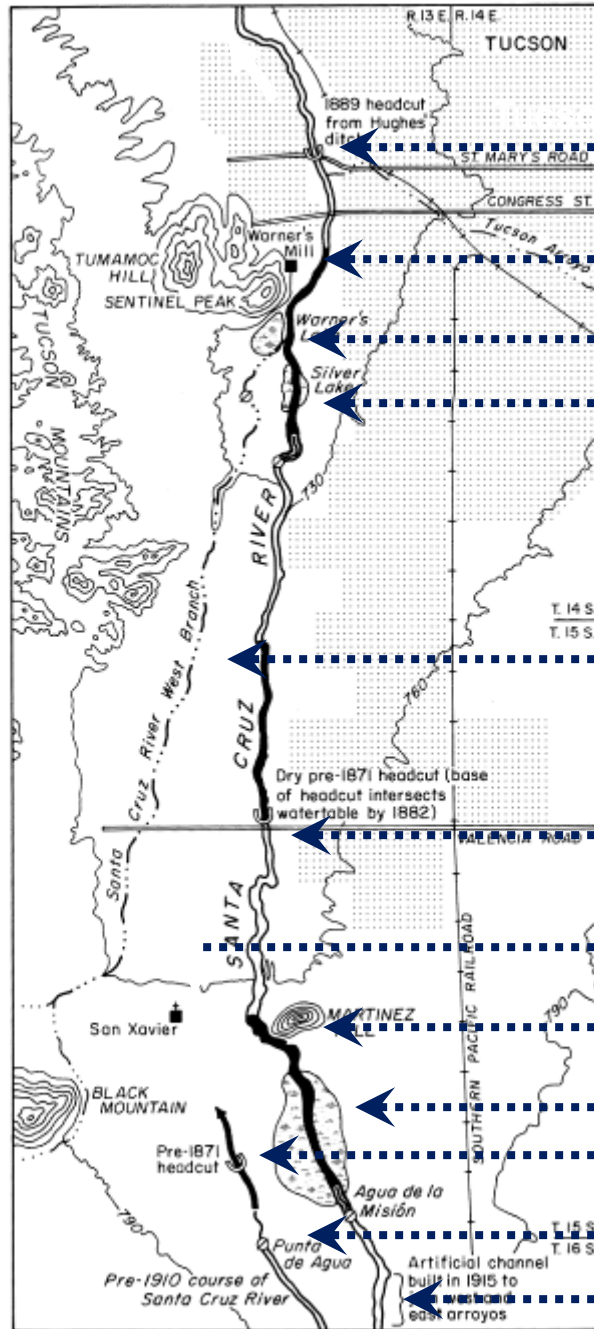 R.13 E. R. 14 E.
TUCSON
1889 headcut
from Hughes'
ditch
ST. MARY'S ROAD
CONGRESS ST.
Tucson Arroyo
Warner's
Mill
TUMAMOC
HILL
SENTINEL PEAK
Warner's
Silver
Lake
TUCSON
MOUNTAINS
730
RIVER
T. 14 S.
T. 15 S.
Santa Cruz River West Branch
760
CRUZ
Dry pre-1871 headcut (base
of headcut intersects
watertable by 1882)
VALENCIA ROAD
SANTA
SOUTHERN PACIFIC RAILROAD
790
San Xavier
MARTINEZ
BLACK
MOUNTAIN
Pre-1871
headcut
Agua de la
Misión
790
Punta
de Agua
T. 15 S.
T. 16 S.
Pre-1910 course of
Santa Cruz River
Artificial channel
built in 1915 to
west and
east arroyos